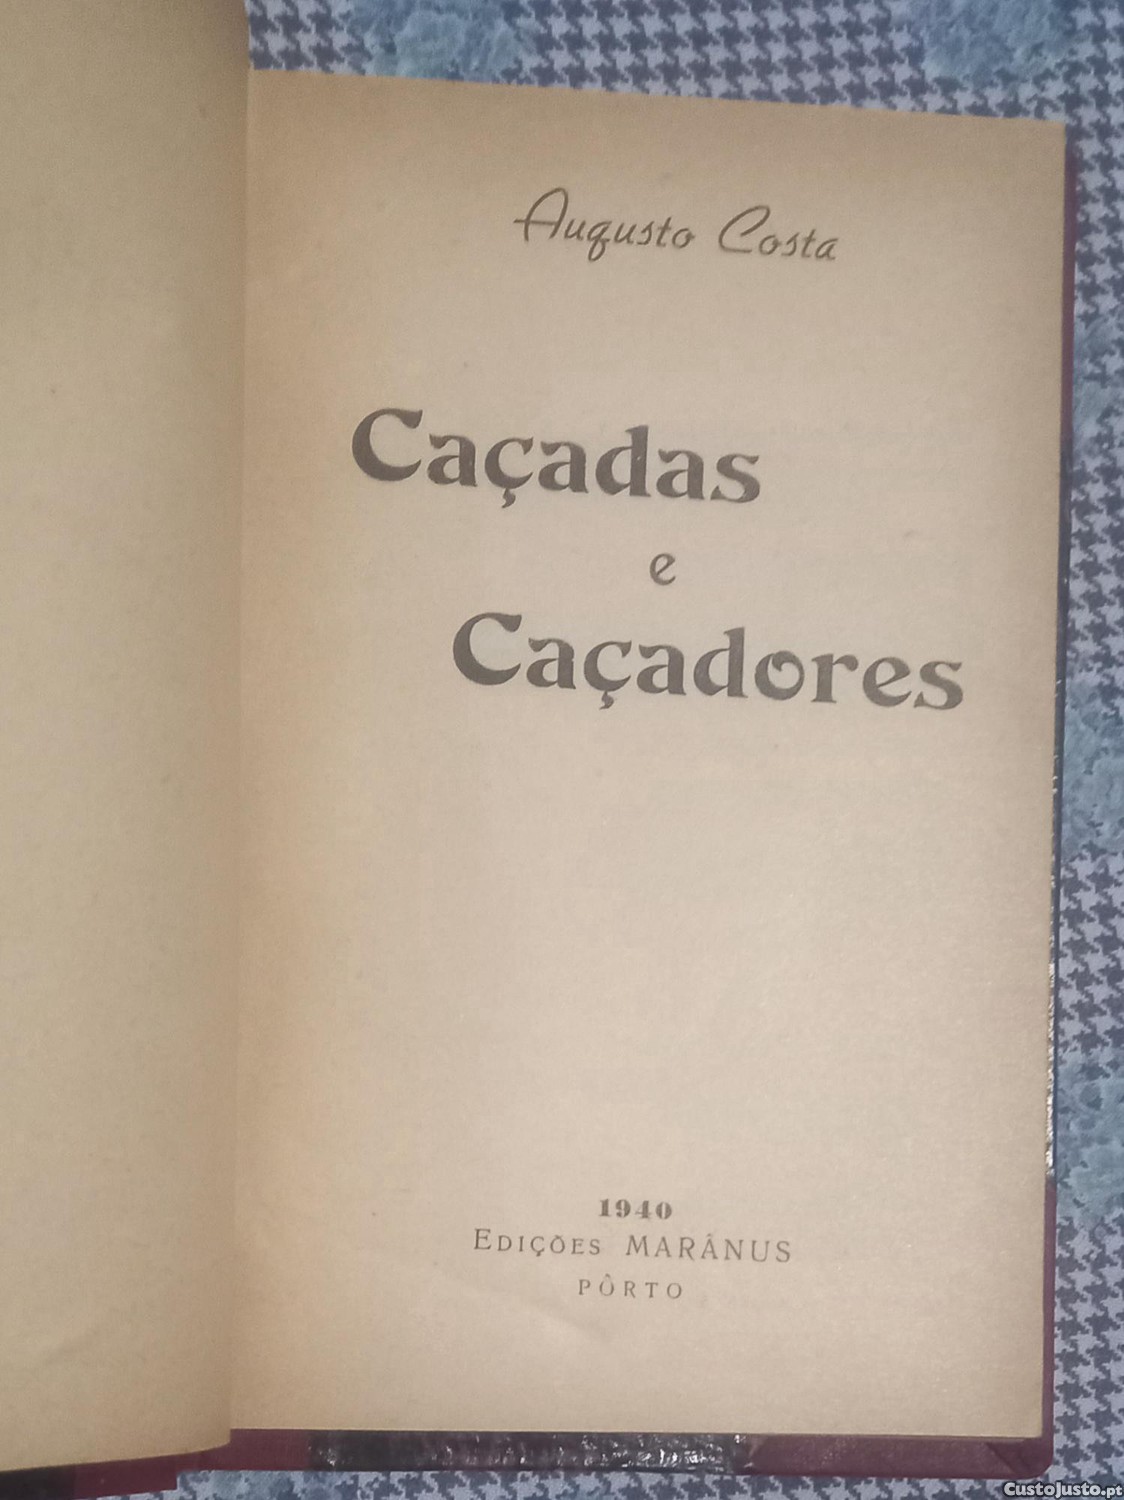 Augusto Costa
Caçadas
e
Caçadores
1940
Edições MARÂNUS
PÔRTO
CustoJusto.pt